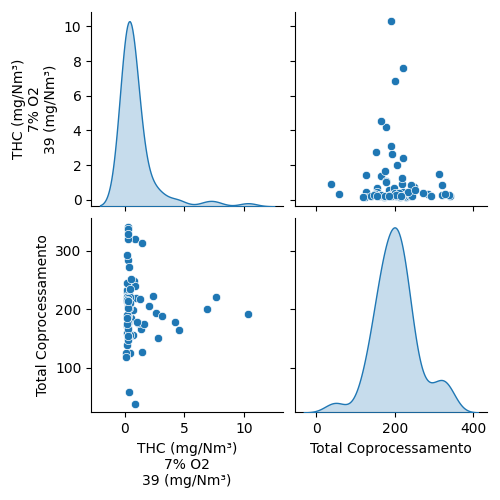 THC (mg/Nm³)
7% O2
39 (mg/Nm³)
10
8
6
4
2
0
Total Coprocessamento
300
200
100
0
5
10
THC (mg/Nm³)
7% O2
39 (mg/Nm³)
0
200
400
Total Coprocessamento